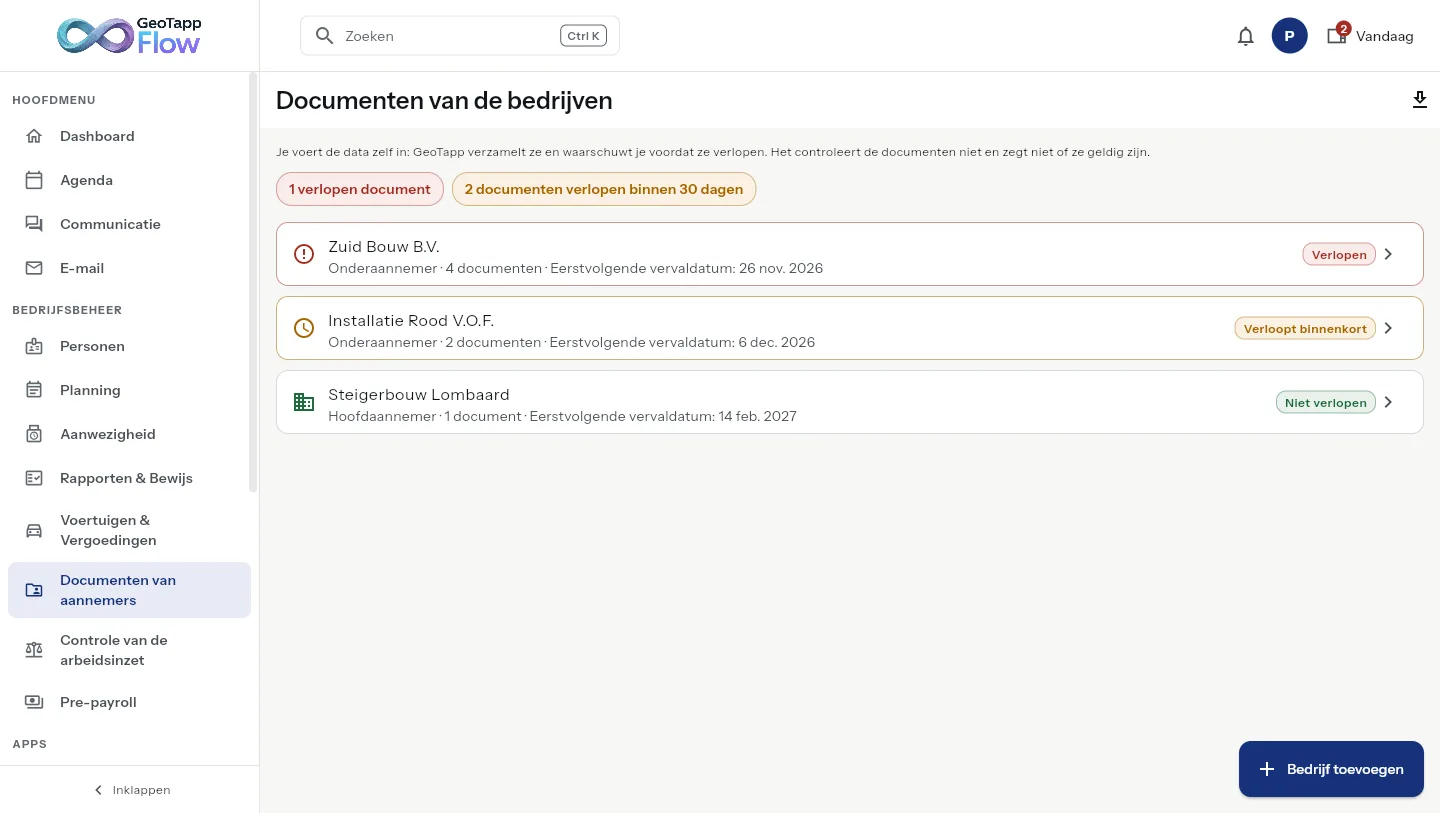 GeoTapp
Flow
Zoeken
Ctrl K
P
2
Vandaag
HOOFDMENU
Dashboard
Agenda
Communicatie
E-mail
BEDRIJFSBEHEER
Personen
Planning
Aanwezigheid
Rapporten & Bewijs
Voertuigen &
Vergoedingen
Documenten van
aannemers
Controle van de
arbeidsinzet
Pre-payroll
APPS
Inklappen
Documenten van de bedrijven
Je voert de data zelf in: GeoTapp verzamelt ze en waarschuwt je voordat ze verlopen. Het controleert de documenten niet en zegt niet of ze geldig zijn.
1 verlopen document
2 documenten verlopen binnen 30 dagen
Zuid Bouw B.V.
Onderaannemer · 4 documenten · Eerstvolgende vervaldatum: 26 nov. 2026
Verlopen
Installatie Rood V.O.F.
Onderaannemer · 2 documenten · Eerstvolgende vervaldatum: 6 dec. 2026
Verloopt binnenkort
Steigerbouw Lombaard
Hoofdaannemer · 1 document · Eerstvolgende vervaldatum: 14 feb. 2027
Niet verlopen
Bedrijf toevoegen